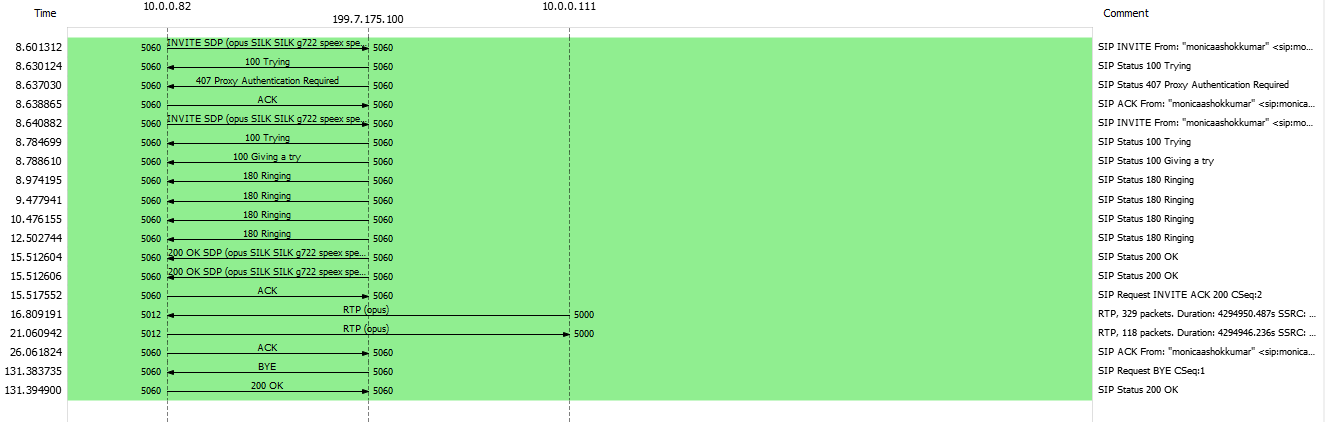 Time 10.0.0.82 199.7.175.100 10.0.0.111 Comment
8.601312 5060 INVITE SDP (opus SILK SILK g722 speex spe... 5060 SIP INVITE From: "monicaashokkumar" <sip:mo...
8.630124 5060 100 Trying 5060 SIP Status 100 Trying
8.637030 5060 407 Proxy Authentication Required 5060 SIP Status 407 Proxy Authentication Required
8.638865 5060 ACK 5060 SIP ACK From: "monicaashokkumar" <sip:monica...
8.640882 5060 INVITE SDP (opus SILK SILK g722 speex spe... 5060 SIP INVITE From: "monicaashokkumar" <sip:mo...
8.784699 5060 100 Trying 5060 SIP Status 100 Trying
8.788610 5060 100 Giving a try 5060 SIP Status 100 Giving a try
8.974195 5060 180 Ringing 5060 SIP Status 180 Ringing
9.477941 5060 180 Ringing 5060 SIP Status 180 Ringing
10.476155 5060 180 Ringing 5060 SIP Status 180 Ringing
12.502744 5060 180 Ringing 5060 SIP Status 180 Ringing
15.512604 5060 200 OK SDP (opus SILK SILK g722 speex spe... 5060 SIP Status 200 OK
15.512606 5060 200 OK SDP (opus SILK SILK g722 speex spe... 5060 SIP Status 200 OK
15.517552 5060 ACK 5060 SIP Request INVITE ACK 200 CSeq:2
16.809191 5012 RTP (opus) 5000 RTP, 329 packets. Duration: 4294950.487s SSRC: ...
21.060942 5012 RTP (opus) 5000 RTP, 118 packets. Duration: 4294946.236s SSRC: ...
26.061824 5060 ACK 5060 SIP ACK From: "monicaashokkumar" <sip:monica...
131.383735 5060 BYE 5060 SIP Request BYE CSeq:1
131.394900 5060 200 OK 5060 SIP Status 200 OK